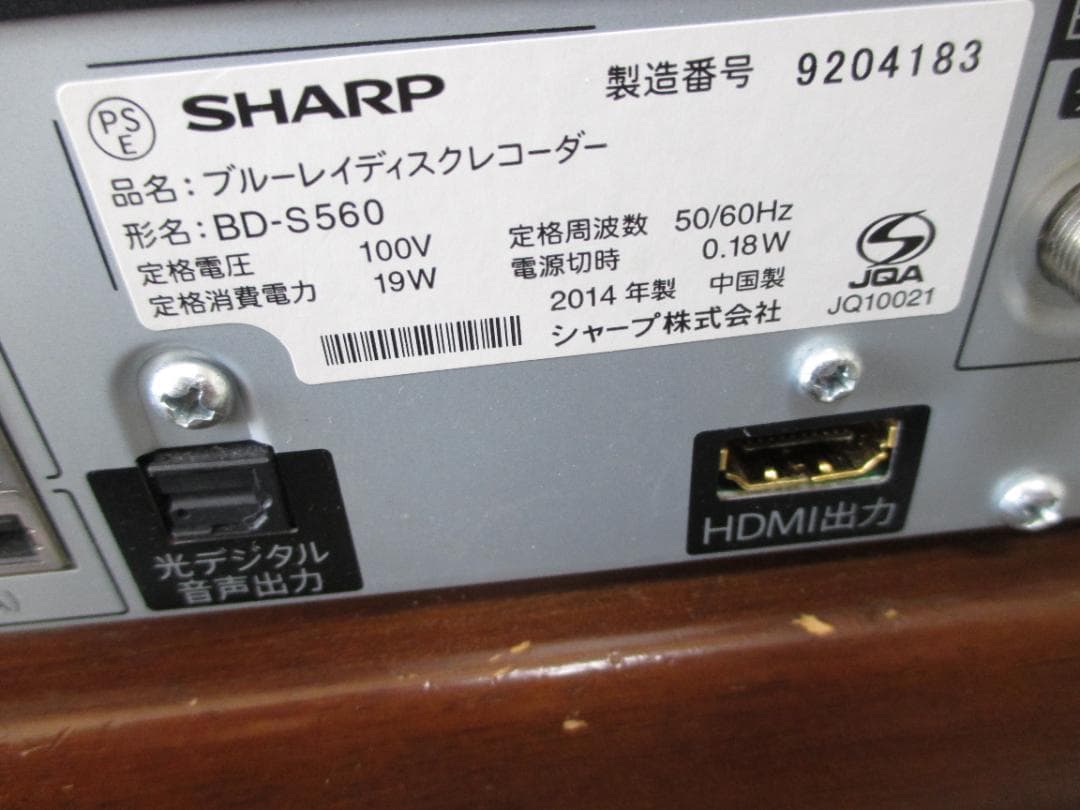 PS
E
SHARP
製造番号 9204183
品名：ブルーレイディスクレコーダー
形名：BD-S560
定格電圧 100V 定格周波数 50/60Hz
定格消費電力 19W 電源切時 0.18W
2014年製 中国製
シャープ株式会社
JQA
JQ10021
光デジタル
音声出力
HDMI出力